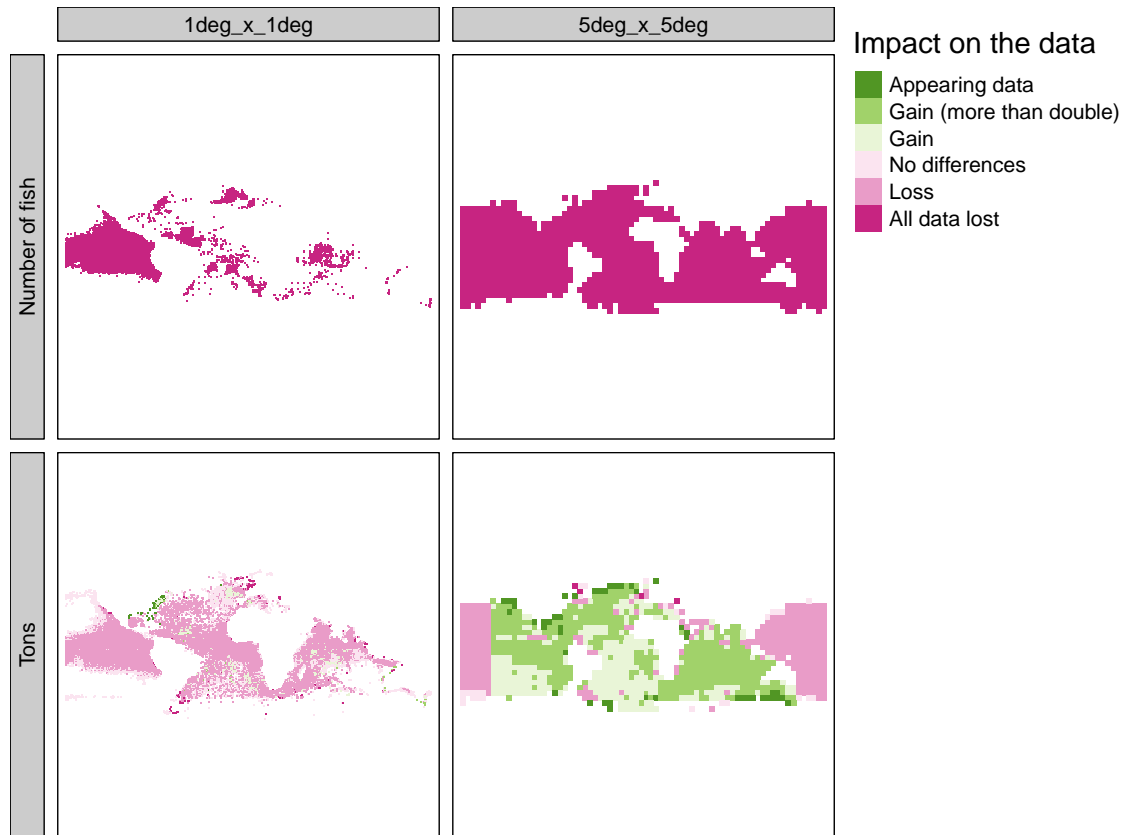 1deg_x_1deg
5deg_x_5deg
Impact on the data
Appearing data
Gain (more than double)
Gain
No differences
Loss
All data lost
Number of fish
Tons